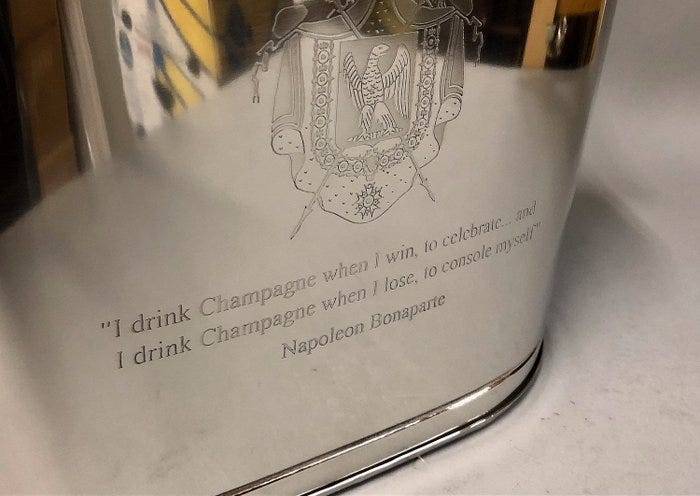 "I drink Champagne when I win, to celebrate... and
I drink Champagne when I lose, to console myself"
Napoleon Bonaparte